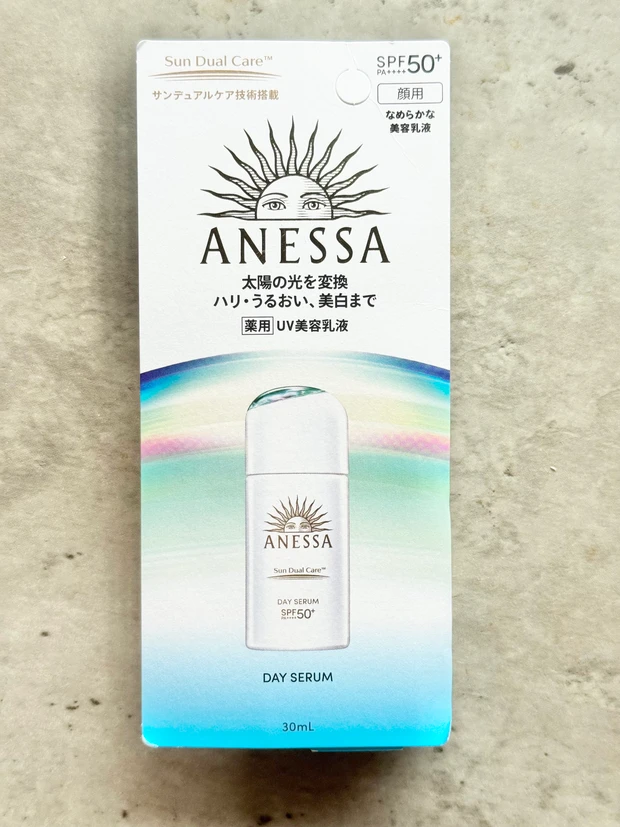 Sun Dual Care™
サンデュアルケア技術搭載
SPF50+
PA++++
顔用
なめらかな
美容乳液
ANESSA
太陽の光を変換
ハリ・うるおい、美白まで
薬用 UV美容乳液
ANESSA
Sun Dual Care™
DAY SERUM
SPF50+
PA++++
DAY SERUM
30mL